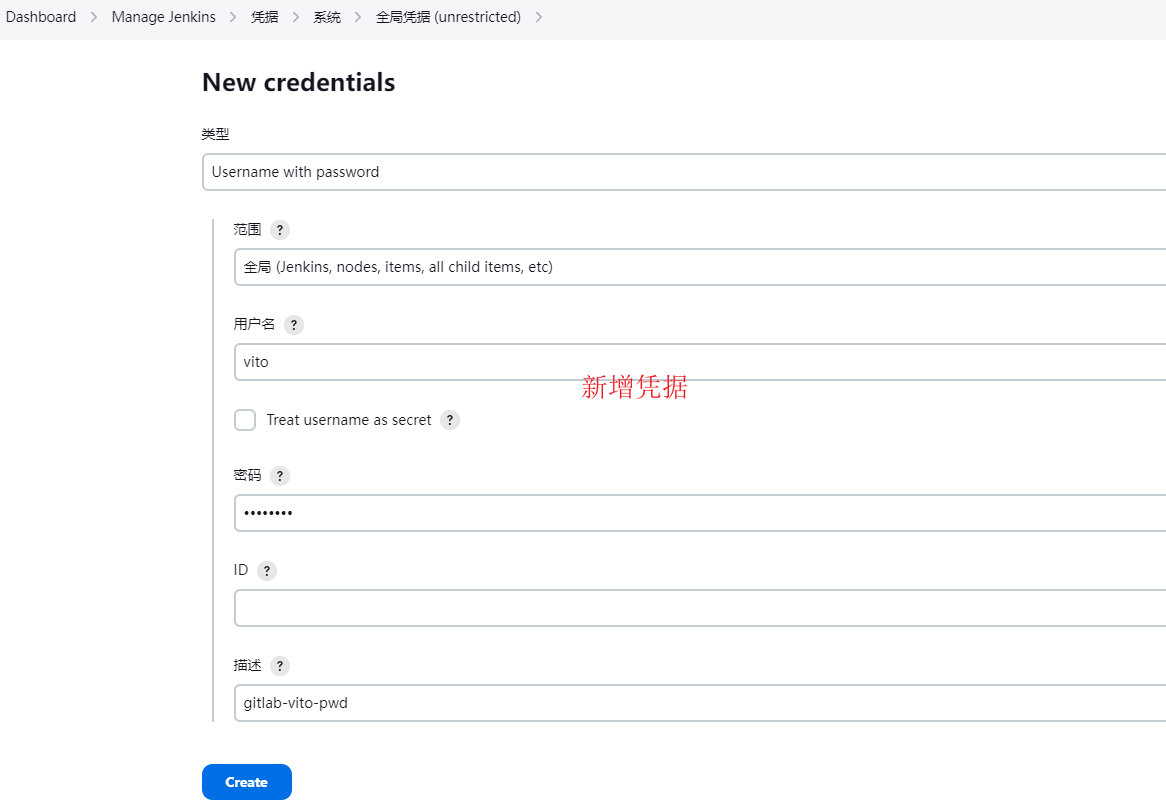 Dashboard > Manage Jenkins > 凭据 > 系统 > 全局凭据 (unrestricted) >
New credentials
类型
Username with password
范围 ?
全局 (Jenkins, nodes, items, all child items, etc)
用户名 ?
vito
新增凭据
Treat username as secret ?
密码 ?
••••••••
ID ?
描述 ?
gitlab-vito-pwd
Create